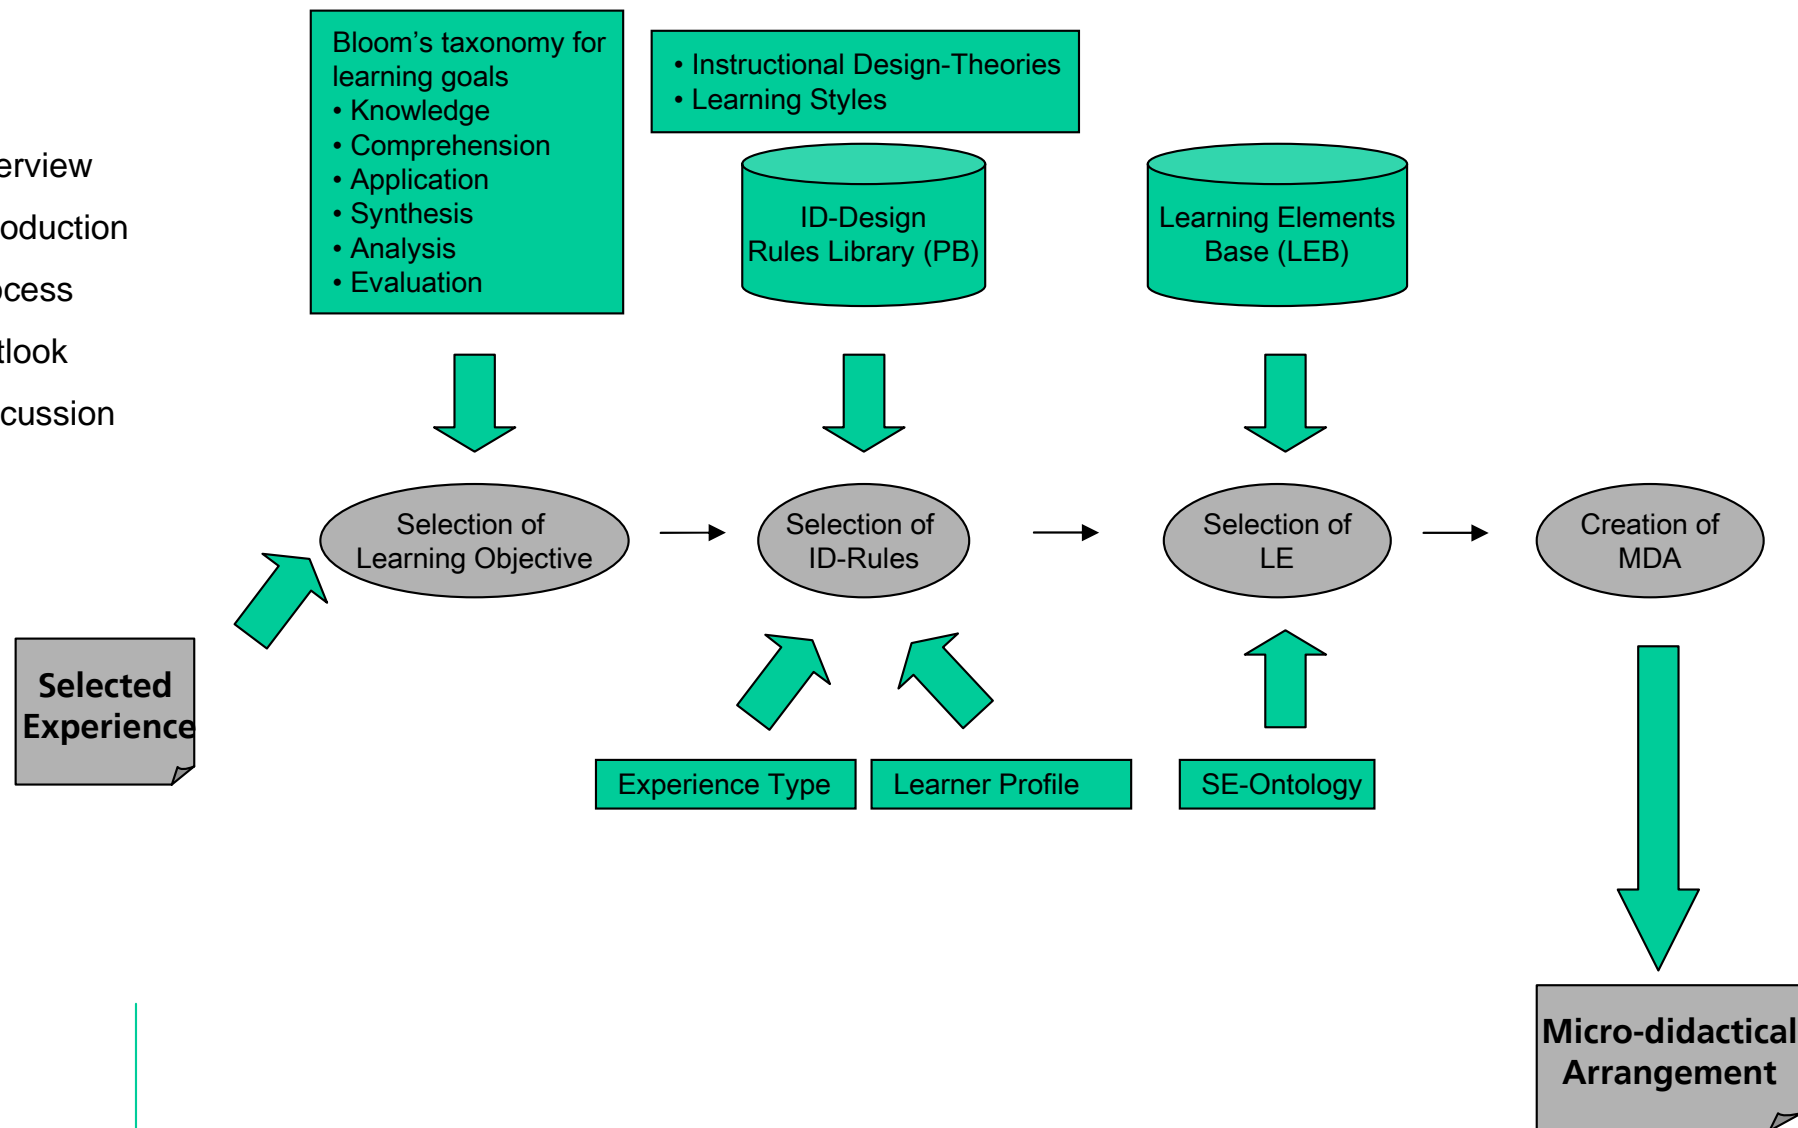 erview
roduction
ocess
tlook
cussion
Bloom’s taxonomy for
learning goals
• Knowledge
• Comprehension
• Application
• Synthesis
• Analysis
• Evaluation
• Instructional Design-Theories
• Learning Styles
ID-Design
Rules Library (PB)
Learning Elements
Base (LEB)
Selection of
Learning Objective
Selection of
ID-Rules
Selection of
LE
Creation of
MDA
Selected
Experience
Experience Type
Learner Profile
SE-Ontology
Micro-didactical
Arrangement